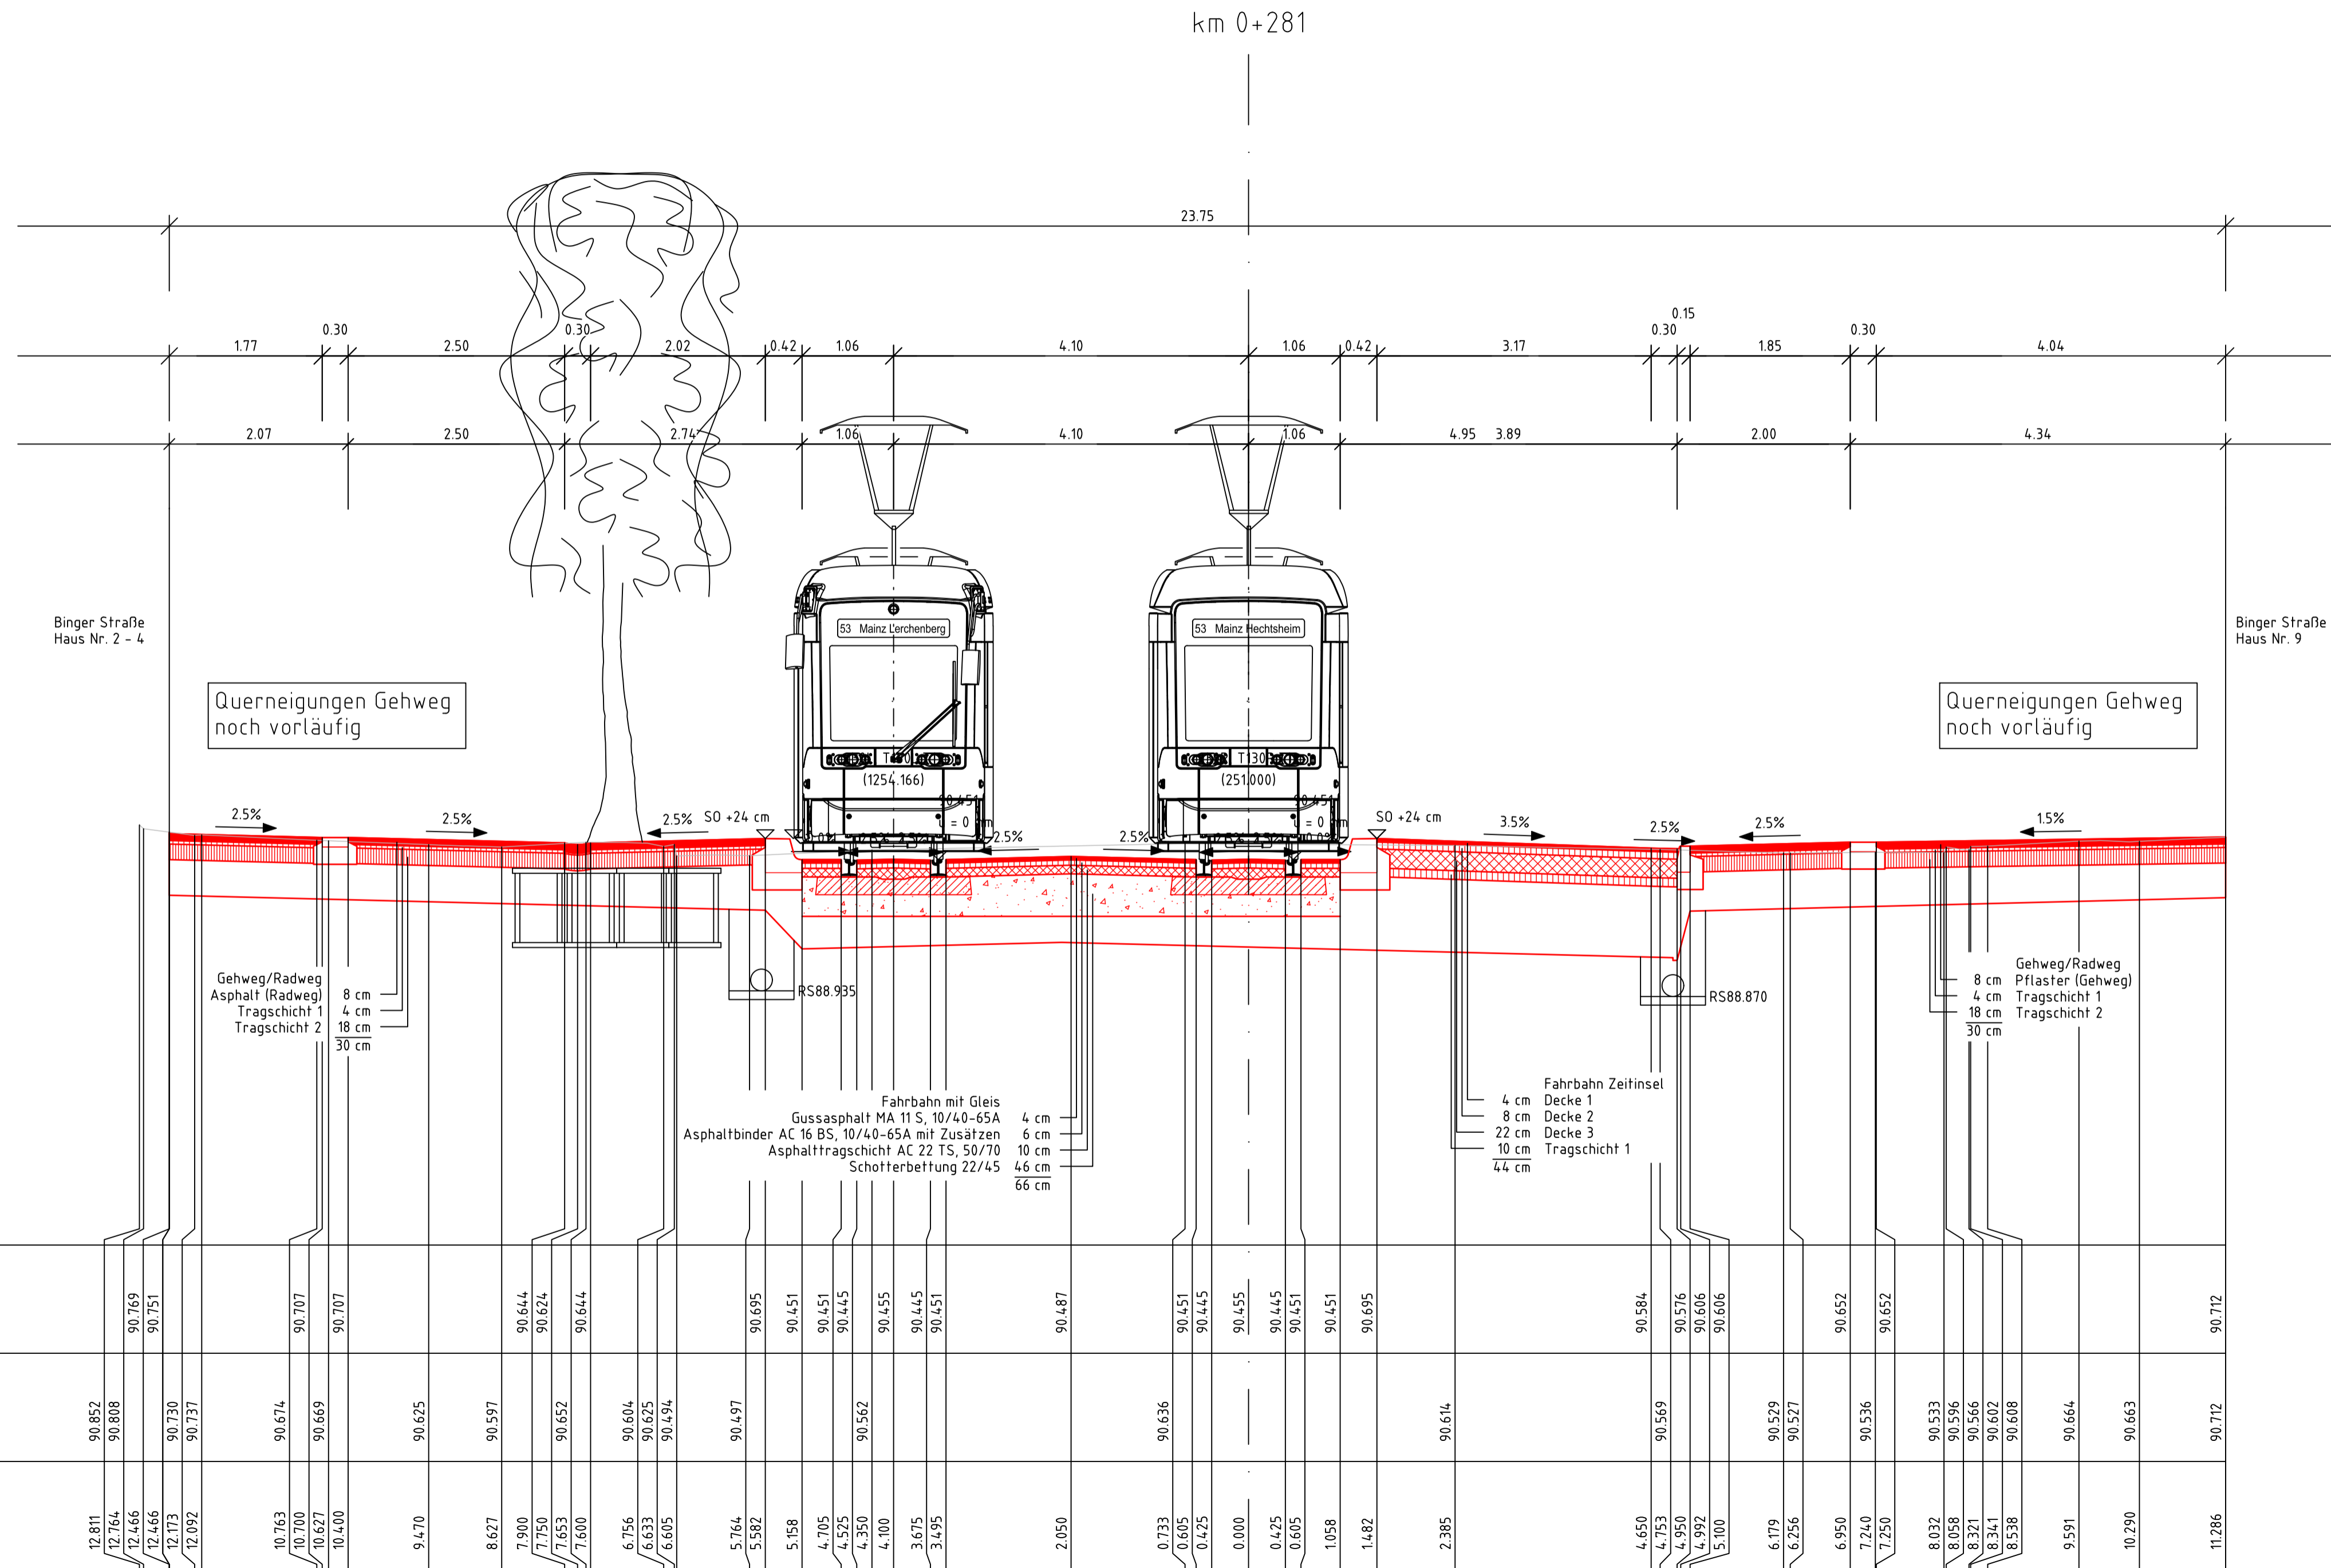 km 0+281
23.75
0.15
0.30 0.30 0.30 0.30
1.77 2.50 2.02 0.42 1.06 4.10 1.06 0.42 3.17 1.85 4.04
2.07 2.50 2.74 1.06 4.10 1.06 4.95 3.89 2.00 4.34
Binger Straße
Haus Nr. 2 - 4
53 Mainz Lerchenberg
53 Mainz Hechtsheim
Binger Straße
Haus Nr. 9
Querneigungen Gehweg
noch vorläufig
Querneigungen Gehweg
noch vorläufig
(1254.166)
(251.000)
2.5% 2.5% 2.5% SO +24 cm 2.5% 2.5% SO +24 cm 3.5% 2.5% 2.5% 1.5%
RS88.935
RS88.870
Gehweg/Radweg
Asphalt (Radweg) 8 cm
Tragschicht 1 4 cm
Tragschicht 2 18 cm
30 cm
Gehweg/Radweg
8 cm Pflaster (Gehweg)
4 cm Tragschicht 1
18 cm Tragschicht 2
30 cm
Fahrbahn mit Gleis
Gussasphalt MA 11 S, 10/40-65A 4 cm
Asphaltbinder AC 16 BS, 10/40-65A mit Zusätzen 6 cm
Asphalttragschicht AC 22 TS, 50/70 10 cm
Schotterbettung 22/45 46 cm
66 cm
Fahrbahn Zeitinsel
4 cm Decke 1
8 cm Decke 2
22 cm Decke 3
10 cm Tragschicht 1
44 cm
90.769 90.751 90.707 90.707 90.644 90.624 90.644 90.695 90.451 90.451 90.445 90.455 90.445 90.451 90.487 90.451 90.445 90.455 90.445 90.451 90.451 90.695 90.584 90.576 90.606 90.606 90.652 90.652 90.712
90.852 90.808 90.730 90.737 90.674 90.669 90.625 90.597 90.652 90.604 90.625 90.494 90.497 90.562 90.636 90.614 90.569 90.529 90.527 90.536 90.533 90.596 90.566 90.602 90.608 90.664 90.663 90.712
12.811 12.764 12.466 12.466 12.173 12.092 10.763 10.700 10.627 10.400 9.470 8.627 7.900 7.750 7.653 7.600 6.756 6.633 6.605 5.764 5.582 5.158 4.705 4.525 4.350 4.100 3.675 3.495 2.050 0.733 0.605 0.425 0.000 0.425 0.605 1.058 1.482 2.385 4.650 4.753 4.950 4.992 5.100 6.179 6.256 6.950 7.240 7.250 8.032 8.058 8.321 8.341 8.538 9.591 10.290 11.286